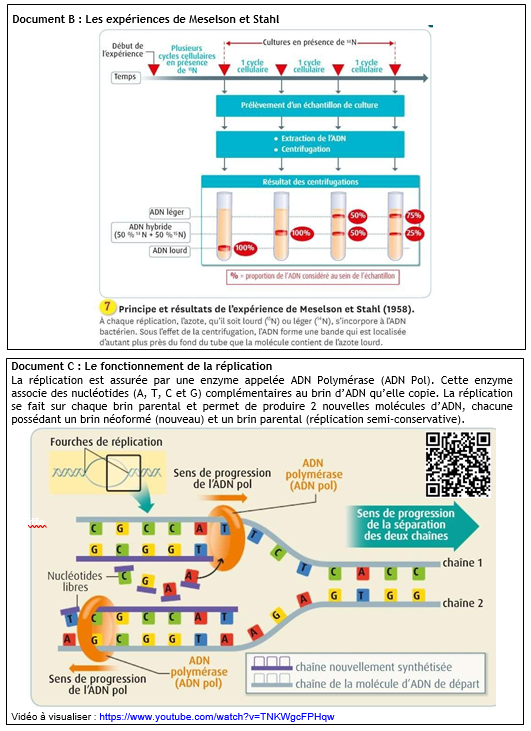 Document B : Les expériences de Meselson et Stahl
Début de
l'expérience
Plusieurs
cycles cellulaires
en présence
de ¹⁵N
Cultures en présence de ¹⁴N
1 cycle
cellulaire
1 cycle
cellulaire
1 cycle
cellulaire
Temps
Prélèvement d'un échantillon de culture
• Extraction de l'ADN
• Centrifugation
Résultat des centrifugations
ADN léger
50%
75%
ADN hybride
(50 % ¹⁴N + 50 % ¹⁵N)
100%
50%
25%
ADN lourd
100%
% = proportion de l'ADN considéré au sein de l'échantillon
7 Principe et résultats de l'expérience de Meselson et Stahl (1958).
À chaque réplication, l'azote, qu'il soit lourd (¹⁵N) ou léger (¹⁴N), s'incorpore à l'ADN
bactérien. Sous l'effet de la centrifugation, l'ADN forme une bande qui est localisée
d'autant plus près du fond du tube que la molécule contient de l'azote lourd.
Document C : Le fonctionnement de la réplication
La réplication est assurée par une enzyme appelée ADN Polymérase (ADN Pol). Cette enzyme
associe des nucléotides (A, T, C et G) complémentaires au brin d'ADN qu'elle copie. La réplication
se fait sur chaque brin parental et permet de produire 2 nouvelles molécules d'ADN, chacune
possédant un brin néoformé (nouveau) et un brin parental (réplication semi-conservative).
Fourches de réplication
Sens de progression
de l'ADN pol
ADN
polymérase
(ADN pol)
Sens de progression
de la séparation
des deux chaînes
C G C C A T T C T C A C C
chaîne 1
G C G G T
Nucléotides
libres
C G A A
G T G G
chaîne 2
T C G C C A T
A G C G G T A A G A
Sens de progression
de l'ADN pol
ADN
polymérase
(ADN pol)
chaîne nouvellement synthétisée
chaîne de la molécule d'ADN de départ
Vidéo à visualiser : https://www.youtube.com/watch?v=TNKWgcFPHqw